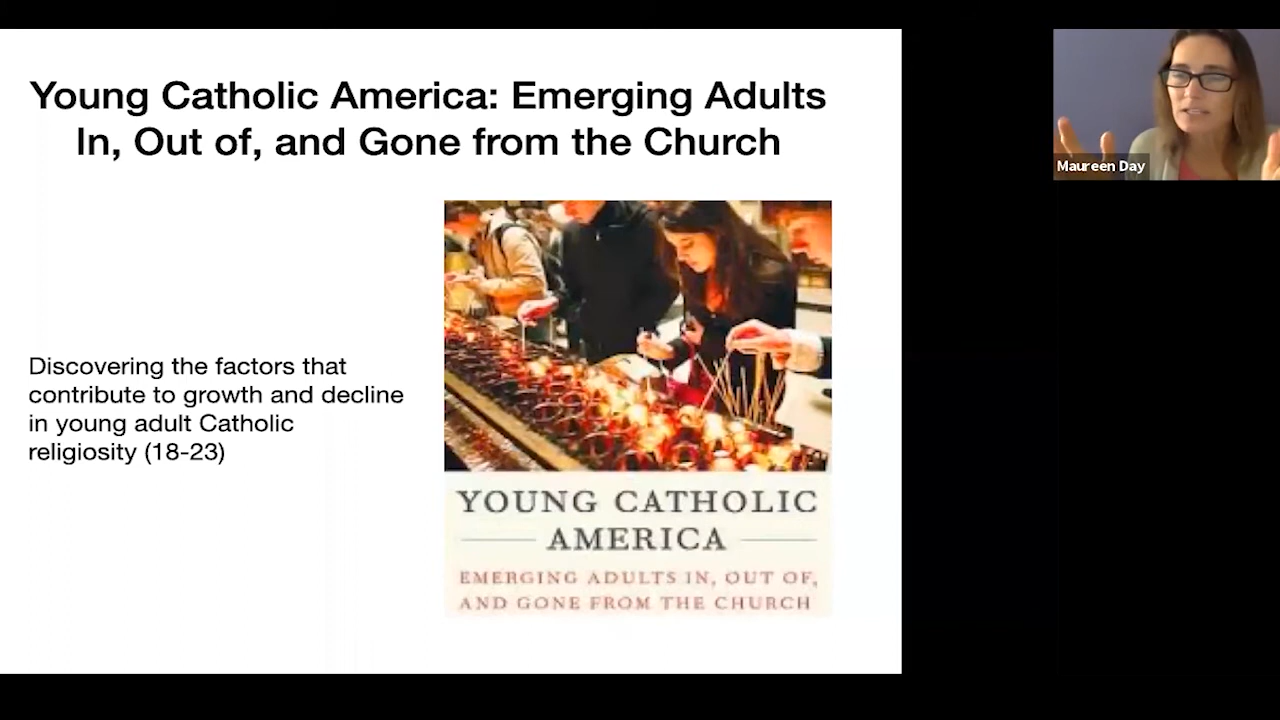 Young Catholic America: Emerging Adults
In, Out of, and Gone from the Church
Maureen Day
Discovering the factors that
contribute to growth and decline
in young adult Catholic
religiosity (18-23)
YOUNG CATHOLIC
AMERICA
EMERGING ADULTS IN, OUT OF,
AND GONE FROM THE CHURCH